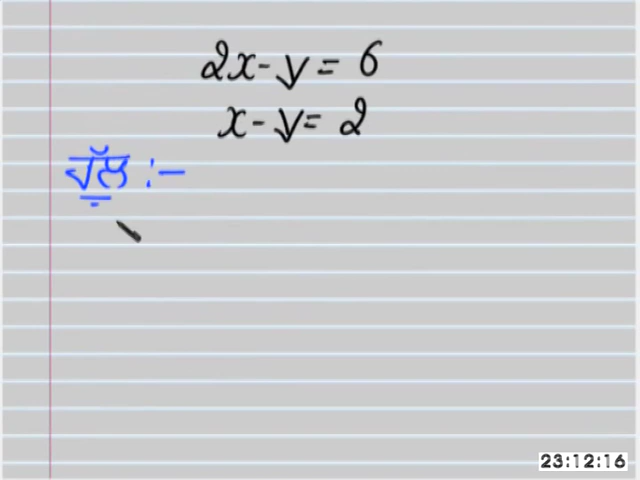 2x - y = 6
x - y = 2
ਹੱਲ :-
23:12:16